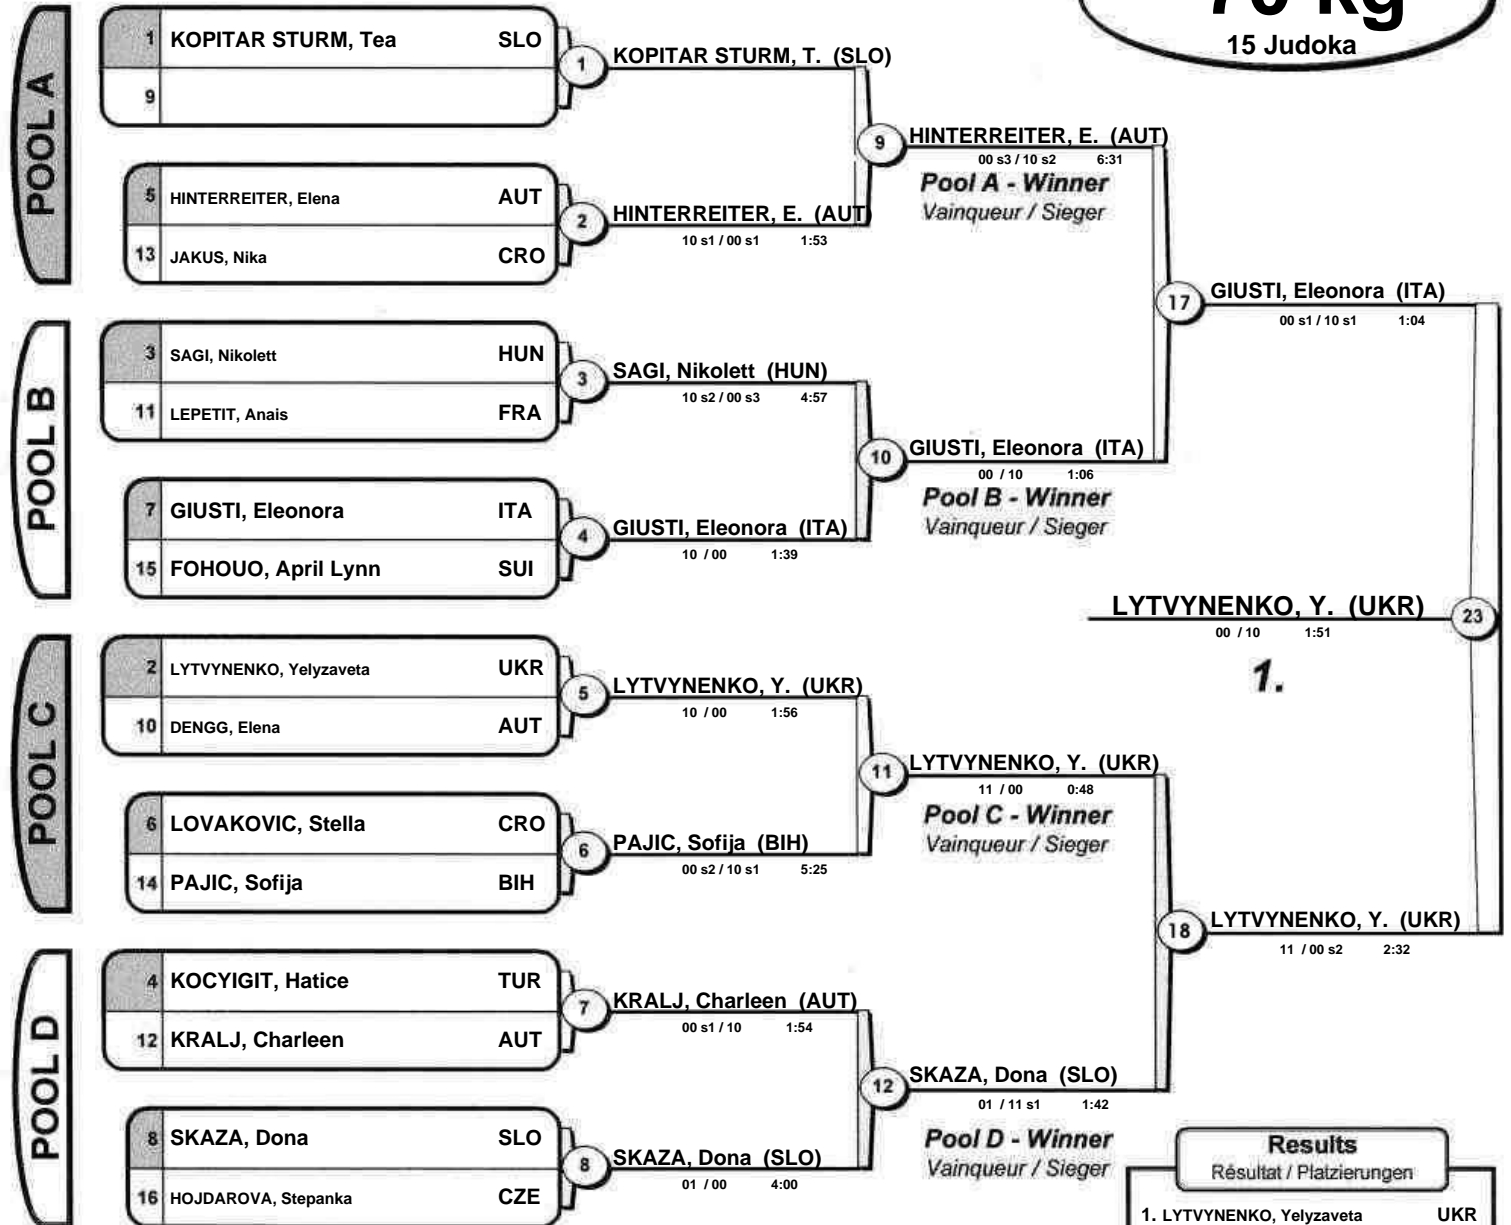 70 kg
15 Judoka
POOL A
1 KOPITAR STURM, Tea SLO
9
1 KOPITAR STURM, T. (SLO)
5 HINTERREITER, Elena AUT
13 JAKUS, Nika CRO
2 HINTERREITER, E. (AUT)
10 s1 / 00 s1 1:53
9 HINTERREITER, E. (AUT)
00 s3 / 10 s2 6:31
Pool A - Winner
Vainqueur / Sieger
POOL B
3 SAGI, Nikolett HUN
11 LEPETIT, Anais FRA
3 SAGI, Nikolett (HUN)
10 s2 / 00 s3 4:57
7 GIUSTI, Eleonora ITA
15 FOHOUO, April Lynn SUI
4 GIUSTI, Eleonora (ITA)
10 / 00 1:39
10 GIUSTI, Eleonora (ITA)
00 / 10 1:06
Pool B - Winner
Vainqueur / Sieger
17 GIUSTI, Eleonora (ITA)
00 s1 / 10 s1 1:04
POOL C
2 LYTVYNENKO, Yelyzaveta UKR
10 DENGG, Elena AUT
5 LYTVYNENKO, Y. (UKR)
10 / 00 1:56
6 LOVAKOVIC, Stella CRO
14 PAJIC, Sofija BIH
6 PAJIC, Sofija (BIH)
00 s2 / 10 s1 5:25
11 LYTVYNENKO, Y. (UKR)
11 / 00 0:48
Pool C - Winner
Vainqueur / Sieger
POOL D
4 KOCYIGIT, Hatice TUR
12 KRALJ, Charleen AUT
7 KRALJ, Charleen (AUT)
00 s1 / 10 1:54
8 SKAZA, Dona SLO
16 HOJDAROVA, Stepanka CZE
8 SKAZA, Dona (SLO)
01 / 00 4:00
12 SKAZA, Dona (SLO)
01 / 11 s1 1:42
Pool D - Winner
Vainqueur / Sieger
18 LYTVYNENKO, Y. (UKR)
11 / 00 s2 2:32
LYTVYNENKO, Y. (UKR) 23
00 / 10 1:51
1.
Results
Résultat / Platzierungen
1. LYTVYNENKO, Yelyzaveta UKR